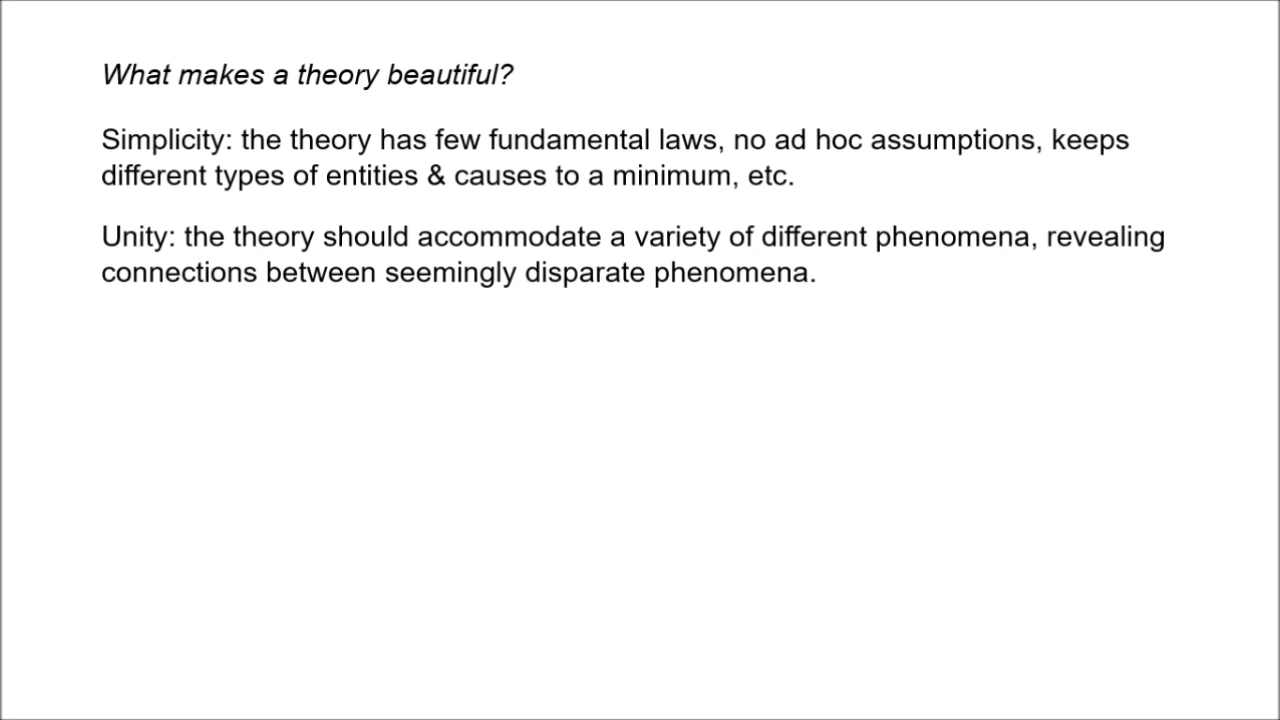 What makes a theory beautiful?
Simplicity: the theory has few fundamental laws, no ad hoc assumptions, keeps
different types of entities & causes to a minimum, etc.
Unity: the theory should accommodate a variety of different phenomena, revealing
connections between seemingly disparate phenomena.